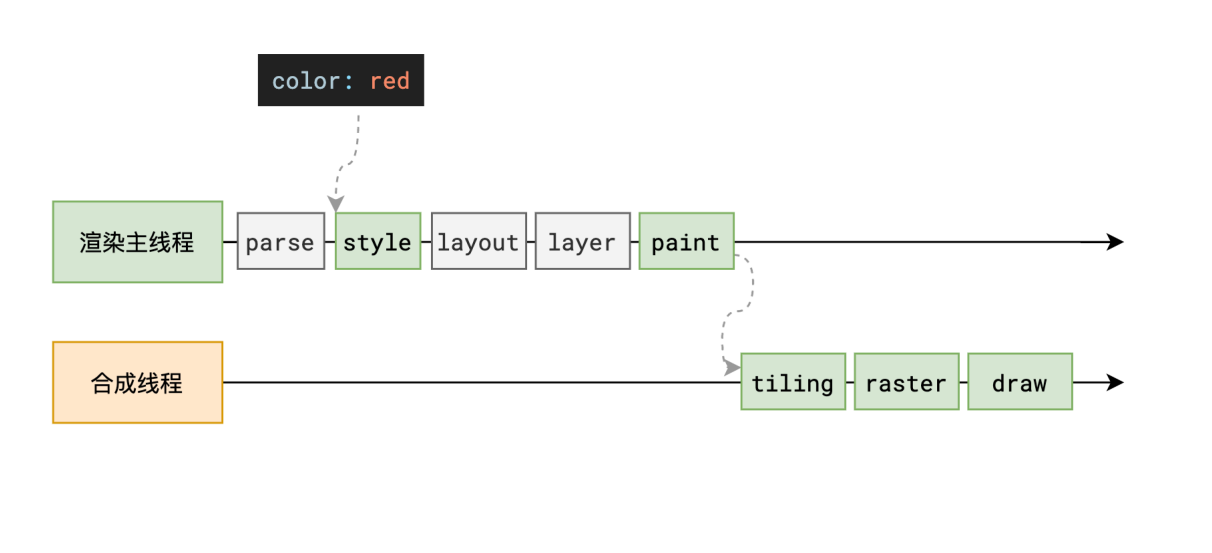 color: red
渲染主线程
parse
style
layout
layer
paint
合成线程
tiling
raster
draw